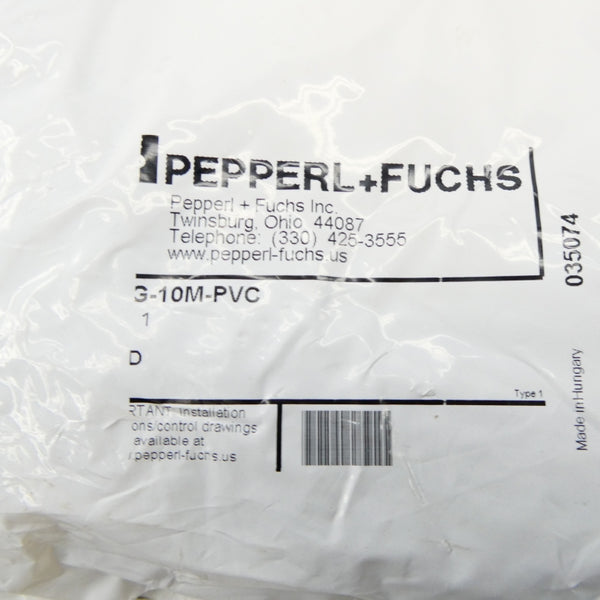 PEPPERL+FUCHS
Pepperl + Fuchs Inc.
Twinsburg, Ohio 44087
Telephone: (330) 425-3555
www.pepperl-fuchs.us
G-10M-PVC
1
D
Type 1
RTANT: Installation
ons/control drawings
available at
.pepperl-fuchs.us
035074
Made in Hungary